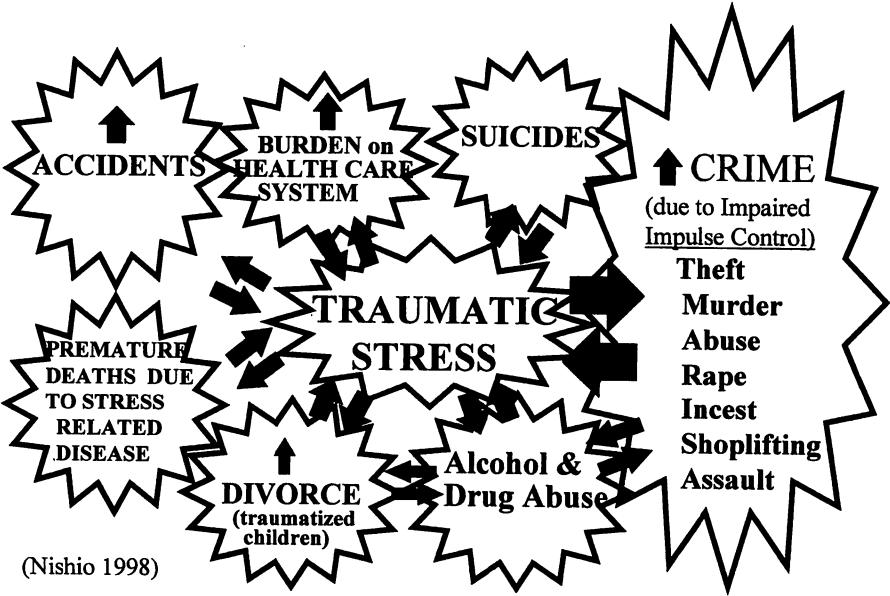 ACCIDENTS
BURDEN on
HEALTH CARE
SYSTEM
SUICIDES
CRIME
(due to Impaired
Impulse Control)
Theft
Murder
Abuse
Rape
Incest
Shoplifting
Assault
TRAUMATIC
STRESS
PREMATURE
DEATHS DUE
TO STRESS
RELATED
DISEASE
DIVORCE
(traumatized
children)
Alcohol &
Drug Abuse
(Nishio 1998)